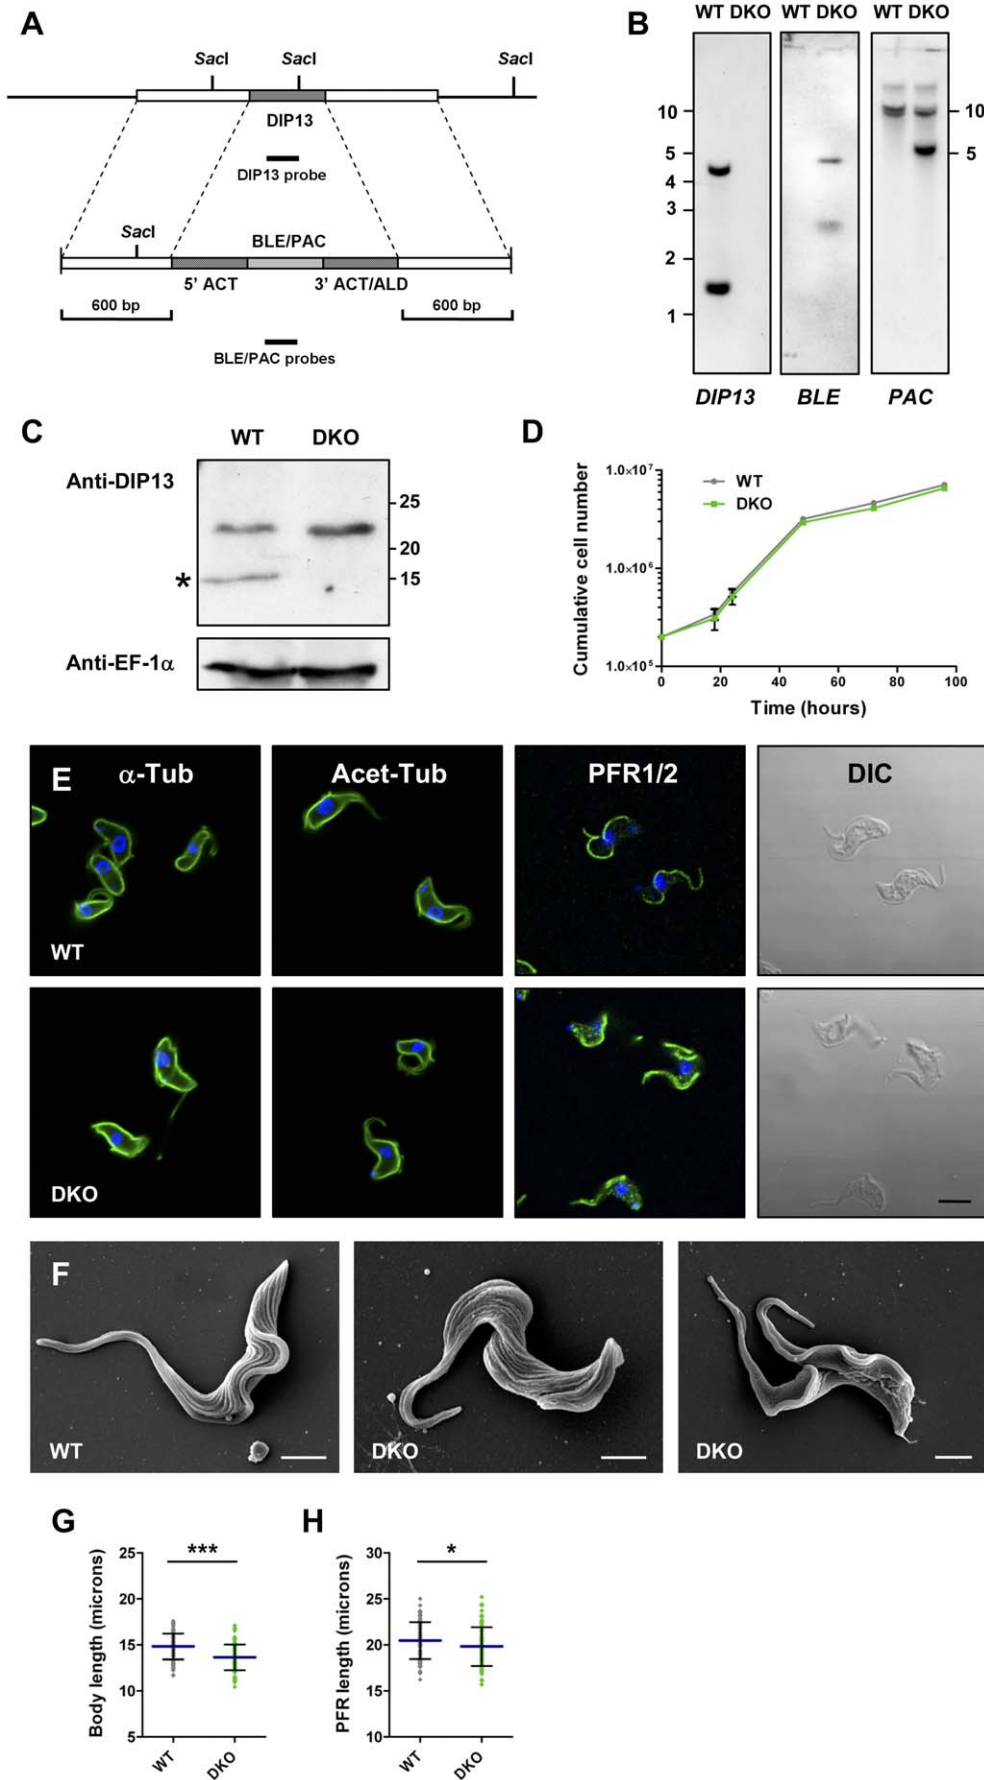 A
SacI SacI SacI
DIP13
DIP13 probe
SacI
BLE/PAC
5' ACT 3' ACT/ALD
600 bp 600 bp
BLE/PAC probes
B
WT DKO WT DKO WT DKO
10
5
4
3
2
1
10
5
DIP13 BLE PAC
C
WT DKO
Anti-DIP13
25
20
15
*
Anti-EF-1α
D
Cumulative cell number
1.0×10⁷
1.0×10⁶
1.0×10⁵
WT
DKO
0 20 40 60 80 100
Time (hours)
E
α-Tub Acet-Tub PFR1/2 DIC
WT
DKO
F
WT DKO DKO
G
***
Body length (microns)
25
20
15
10
5
WT DKO
H
*
PFR length (microns)
30
25
20
15
10
WT DKO